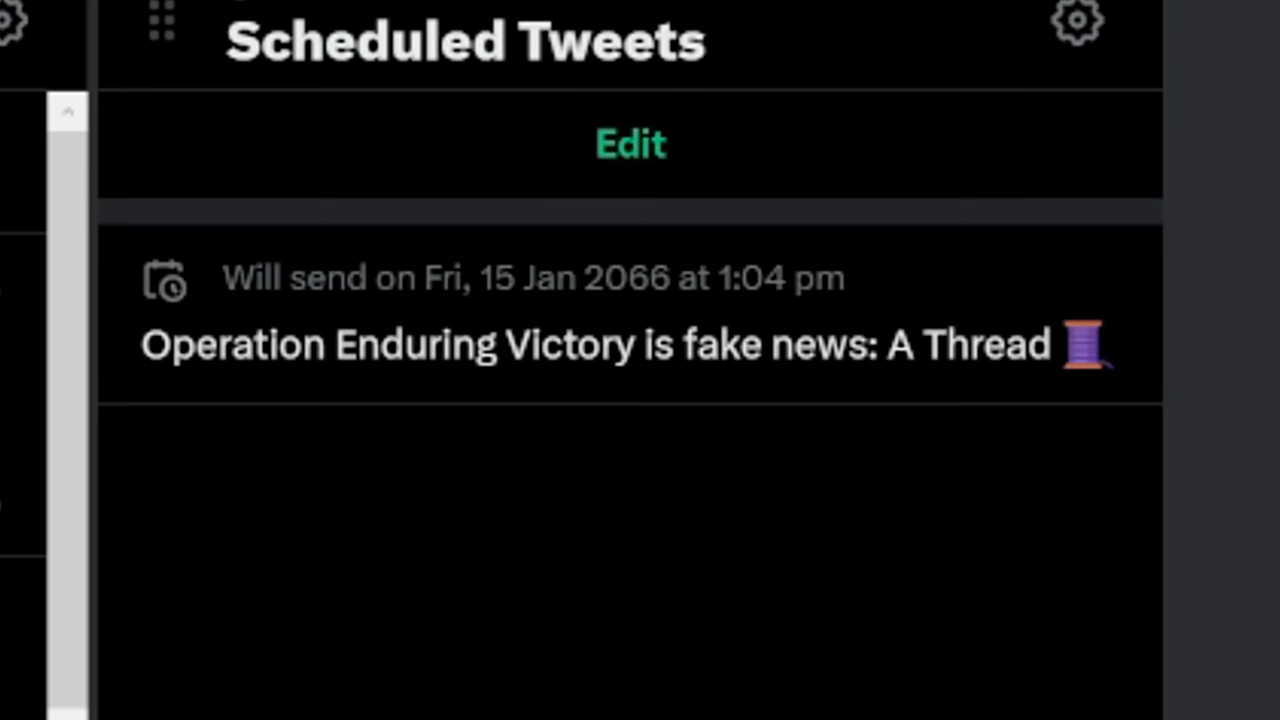 Scheduled Tweets
Edit
Will send on Fri, 15 Jan 2066 at 1:04 pm
Operation Enduring Victory is fake news: A Thread 🧵